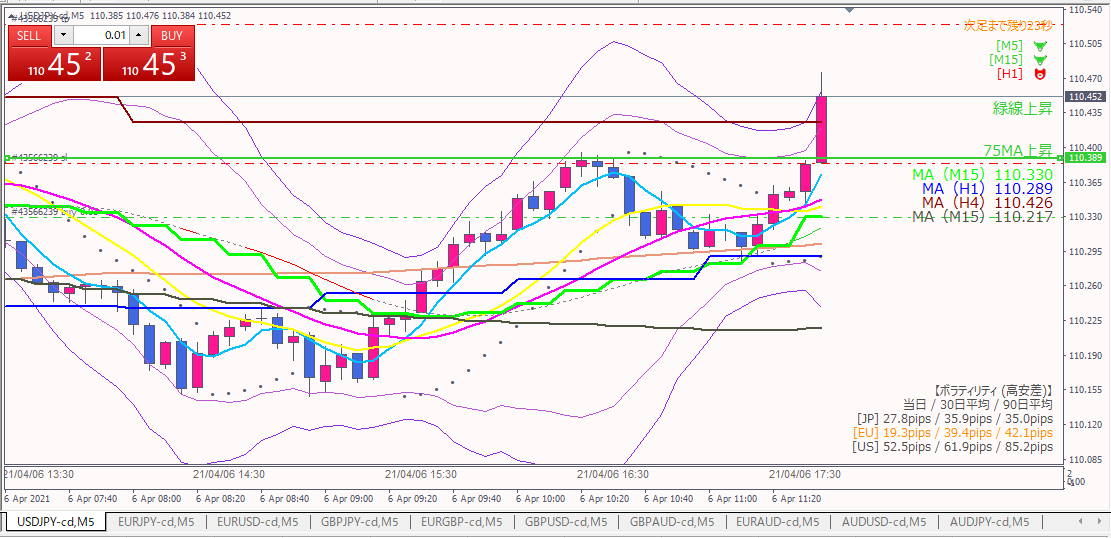 USDJPY-cd,M5 110.385 110.476 110.384 110.452
#43566239 tp
SELL 0.01 BUY
110 45 2
110 45 3
次足まで残り23秒
[M5]
[M15]
[H1]
緑線上昇
75MA上昇
#43566239 sl
MA (M15) 110.330
MA (H1) 110.289
MA (H4) 110.426
MA (M15) 110.217
#43566239 buy 0.01
【ボラティリティ (高安差)】
当日 / 30日平均 / 90日平均
[JP] 27.8pips / 35.9pips / 35.0pips
[EU] 19.3pips / 39.4pips / 42.1pips
[US] 52.5pips / 61.9pips / 85.2pips
110.540
110.505
110.470
110.452
110.435
110.400
110.389
110.365
110.330
110.295
110.260
110.225
110.190
110.155
110.120
110.085
21/04/06 13:30 21/04/06 14:30 21/04/06 15:30 21/04/06 16:30 21/04/06 17:30
6 Apr 2021 6 Apr 07:40 6 Apr 08:00 6 Apr 08:20 6 Apr 08:40 6 Apr 09:00 6 Apr 09:20 6 Apr 09:40 6 Apr 10:00 6 Apr 10:20 6 Apr 10:40 6 Apr 11:00 6 Apr 11:20
USDJPY-cd,M5 EURJPY-cd,M5 EURUSD-cd,M5 GBPJPY-cd,M5 EURGBP-cd,M5 GBPUSD-cd,M5 GBPAUD-cd,M5 EURAUD-cd,M5 AUDUSD-cd,M5 AUDJPY-cd,M5